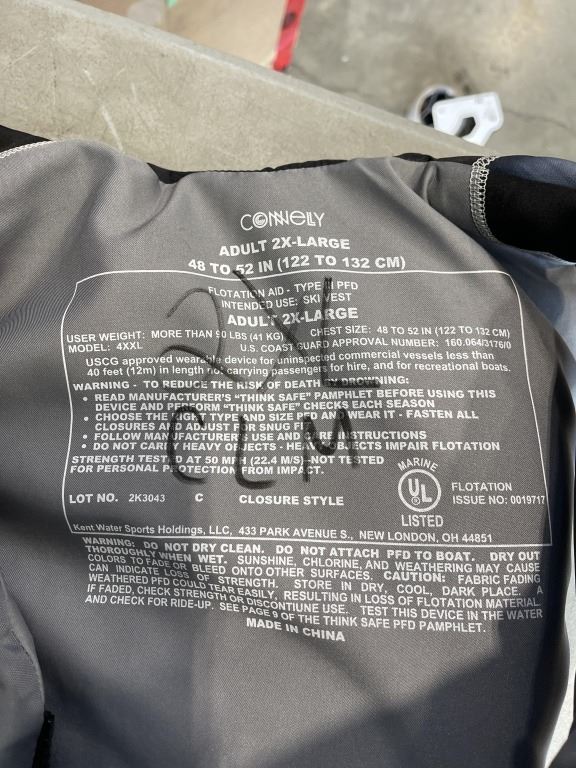 CONNELLY
ADULT 2X-LARGE
48 TO 52 IN (122 TO 132 CM)
FLOTATION AID - TYPE III PFD
INTENDED USE: SKI VEST
ADULT 2X-LARGE
USER WEIGHT: MORE THAN 90 LBS (41 KG) CHEST SIZE: 48 TO 52 IN (122 TO 132 CM)
MODEL: 4XXL U.S. COAST GUARD APPROVAL NUMBER: 160.064/3176/0
USCG approved wearable device for uninspected commercial vessels less than
40 feet (12m) in length not carrying passengers for hire, and for recreational boats.
WARNING - TO REDUCE THE RISK OF DEATH BY DROWNING:
• READ MANUFACTURER'S "THINK SAFE" PAMPHLET BEFORE USING THIS
DEVICE AND PERFORM "THINK SAFE" CHECKS EACH SEASON
• CHOOSE THE RIGHT TYPE AND SIZE PFD AND WEAR IT - FASTEN ALL
CLOSURES AND ADJUST FOR SNUG FIT
• FOLLOW MANUFACTURER'S USE AND CARE INSTRUCTIONS
• DO NOT CARRY HEAVY OBJECTS - HEAVY OBJECTS IMPAIR FLOTATION
STRENGTH TESTED AT 50 MPH (22.4 M/S)-NOT TESTED
FOR PERSONAL PROTECTION FROM IMPACT.
LOT NO. 2K3043 C CLOSURE STYLE
MARINE
UL
LISTED
FLOTATION
ISSUE NO: 0019717
Kent Water Sports Holdings, LLC, 433 PARK AVENUE S., NEW LONDON, OH 44851
WARNING: DO NOT DRY CLEAN. DO NOT ATTACH PFD TO BOAT. DRY OUT
THOROUGHLY WHEN WET. SUNSHINE, CHLORINE, AND WEATHERING MAY CAUSE
COLORS TO FADE OR BLEED ONTO OTHER SURFACES. CAUTION: FABRIC FADING
CAN INDICATE LOSS OF STRENGTH. STORE IN DRY, COOL, DARK PLACE. A
WEATHERED PFD COULD TEAR EASILY, RESULTING IN LOSS OF FLOTATION MATERIAL.
IF FADED, CHECK STRENGTH OR DISCONTIUNE USE. TEST THIS DEVICE IN THE WATER
AND CHECK FOR RIDE-UP. SEE PAGE 9 OF THE THINK SAFE PFD PAMPHLET.
MADE IN CHINA
2XL
CLM